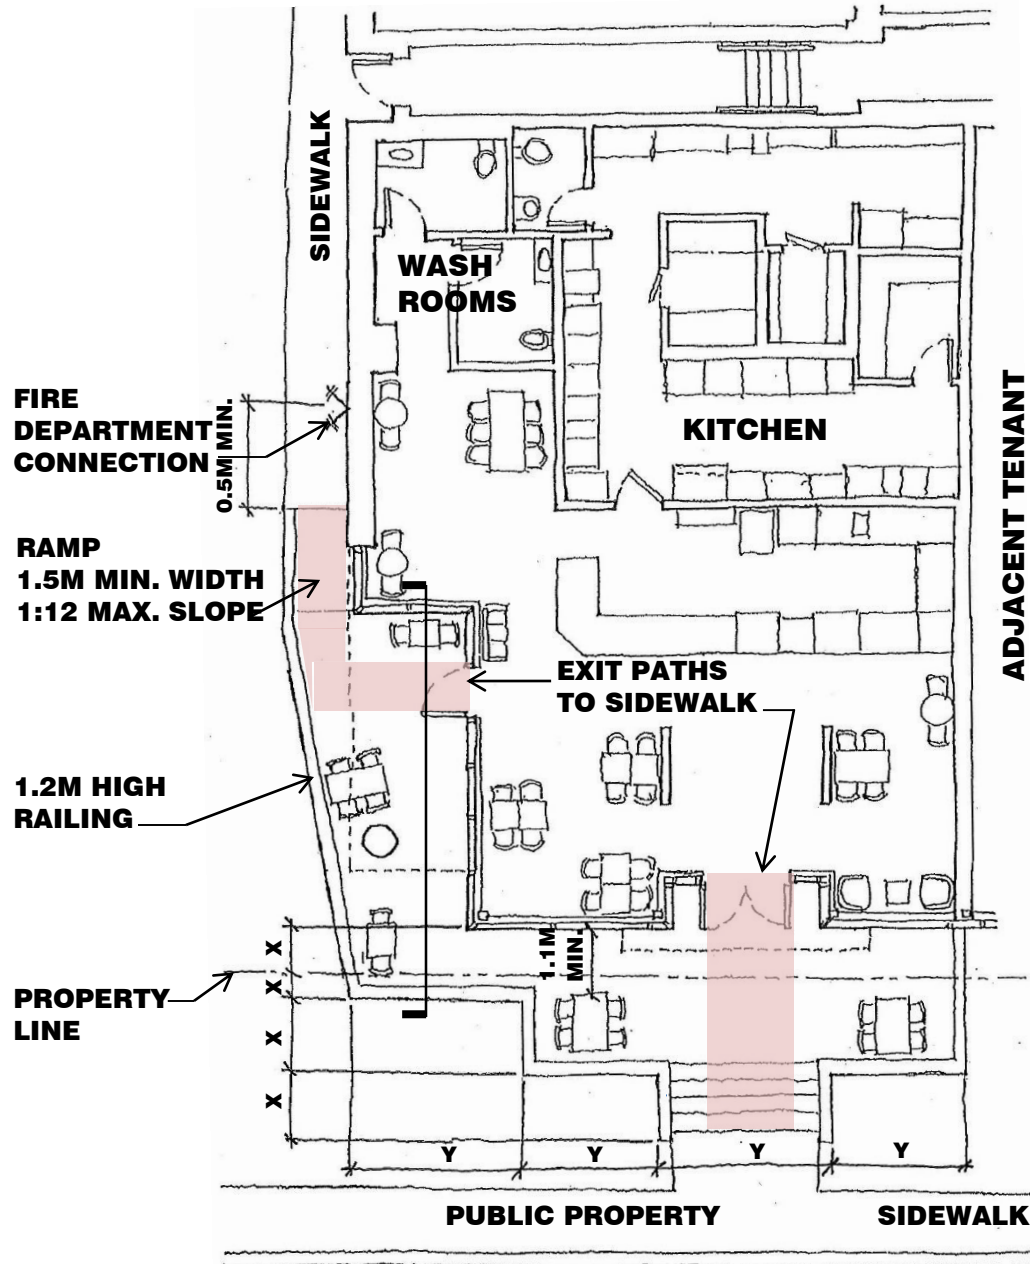 SIDEWALK
WASH
ROOMS
FIRE
DEPARTMENT
CONNECTION
0.5M MIN.
KITCHEN
ADJACENT TENANT
RAMP
1.5M MIN. WIDTH
1:12 MAX. SLOPE
EXIT PATHS
TO SIDEWALK
1.2M HIGH
RAILING
1.1M
MIN.
X
X
X
X
PROPERTY
LINE
Y
Y
Y
Y
PUBLIC PROPERTY
SIDEWALK